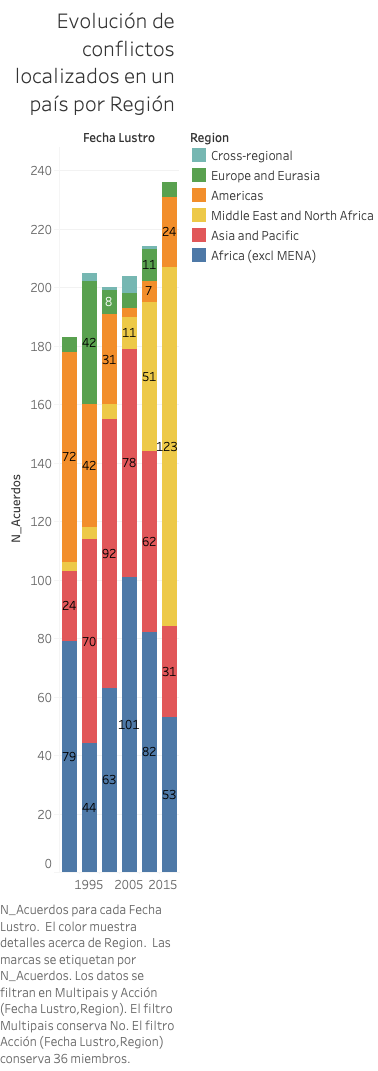 Evolución de
conflictos
localizados en un
país por Región
Fecha Lustro
Region
Cross-regional
Europe and Eurasia
Americas
Middle East and North Africa
Asia and Pacific
Africa (excl MENA)
N_Acuerdos
240
220
200
180
160
140
120
100
80
60
40
20
0
72
24
79
42
42
70
44
8
31
92
63
11
78
101
11
7
51
62
82
24
123
31
53
1995 2005 2015
N_Acuerdos para cada Fecha
Lustro.  El color muestra
detalles acerca de Region.  Las
marcas se etiquetan por
N_Acuerdos. Los datos se
filtran en Multipais y Acción
(Fecha Lustro,Region). El filtro
Multipais conserva No. El filtro
Acción (Fecha Lustro,Region)
conserva 36 miembros.